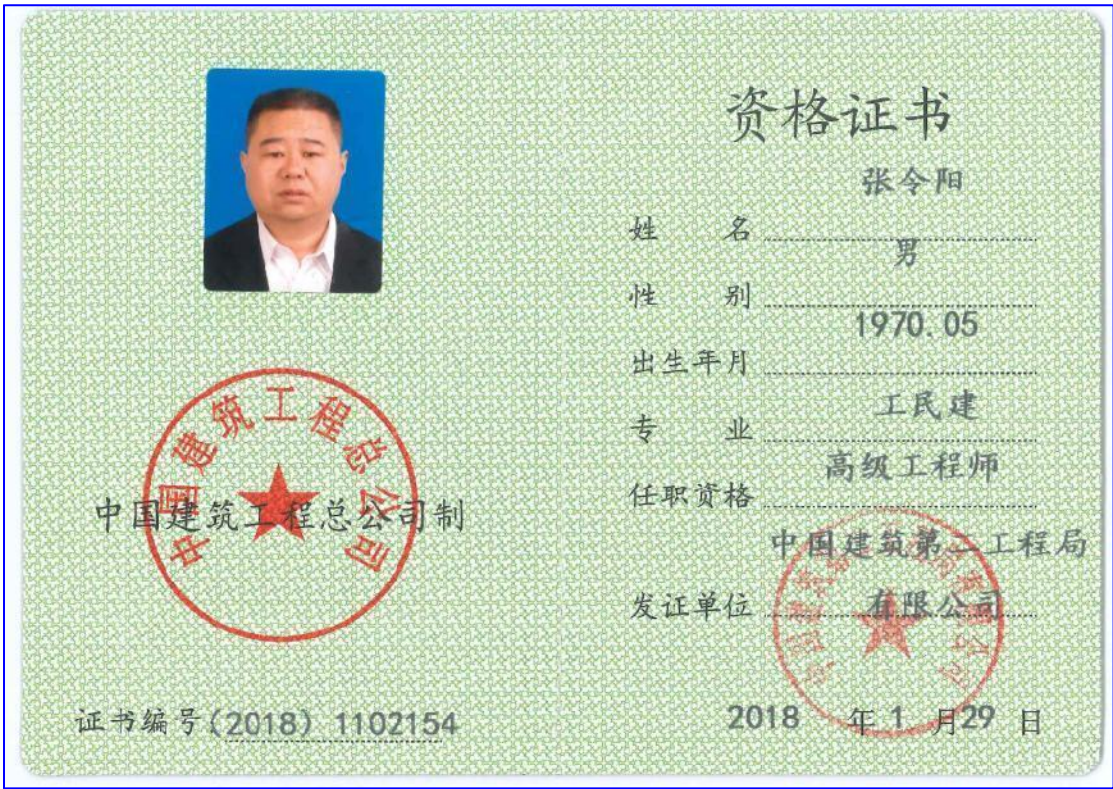 资格证书
张令阳
姓 名
男
性 别
1970.05
出生年月
工民建
专 业
高级工程师
任职资格
中国建筑第二工程局
发证单位 有限公司
2018 年 1 月 29 日
中国建筑工程总公司
中国建筑工程总公司制
证书编号(2018) 1102154